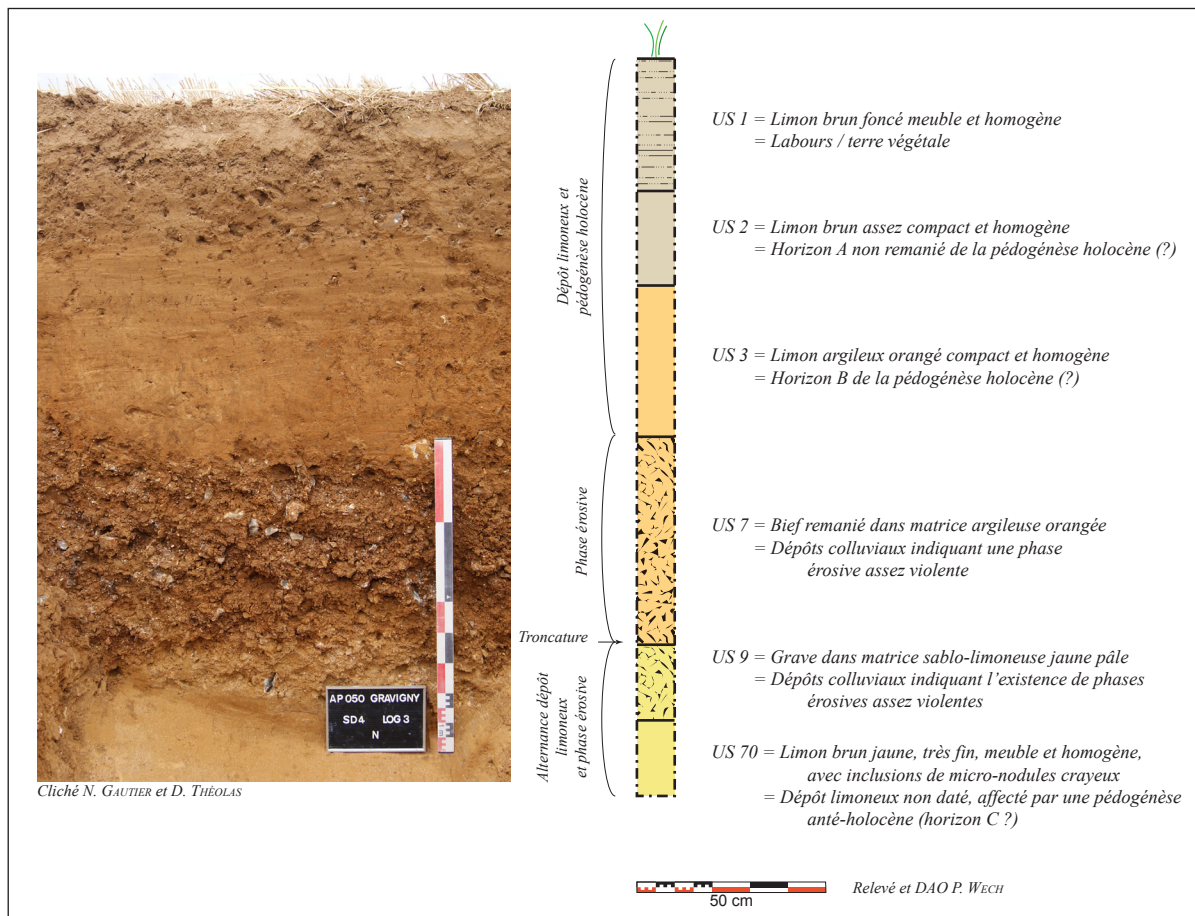 US 1 = Limon brun foncé meuble et homogène
= Labours / terre végétale
Dépôt limoneux et
pédogénèse holocène
US 2 = Limon brun assez compact et homogène
= Horizon A non remanié de la pédogénèse holocène (?)
US 3 = Limon argileux orangé compact et homogène
= Horizon B de la pédogénèse holocène (?)
Phase érosive
US 7 = Bief remanié dans matrice argileuse orangée
= Dépôts colluviaux indiquant une phase
érosive assez violente
Troncature
US 9 = Grave dans matrice sablo-limoneuse jaune pâle
= Dépôts colluviaux indiquant l'existence de phases
érosives assez violentes
Alternance dépôt
limoneux
et phase érosive
US 70 = Limon brun jaune, très fin, meuble et homogène,
avec inclusions de micro-nodules crayeux
= Dépôt limoneux non daté, affecté par une pédogénèse
anté-holocène (horizon C ?)
AP 050 GRAVIGNY
SD4 LOG 3
N
Cliché N. GAUTIER et D. THÉOLAS
50 cm
Relevé et DAO P. WECH